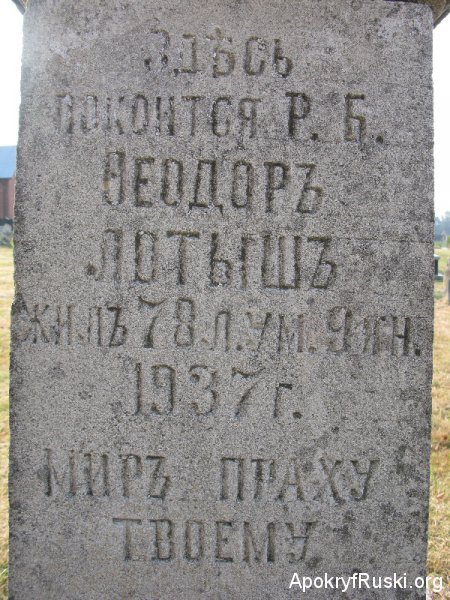 Здѣсь
покоится Р. Б.
Ѳеодоръ
Лотышъ
жилъ 78 л. ум. 9 ян.
1937 г.
Миръ праху
твоему
ApokryfRuski.org